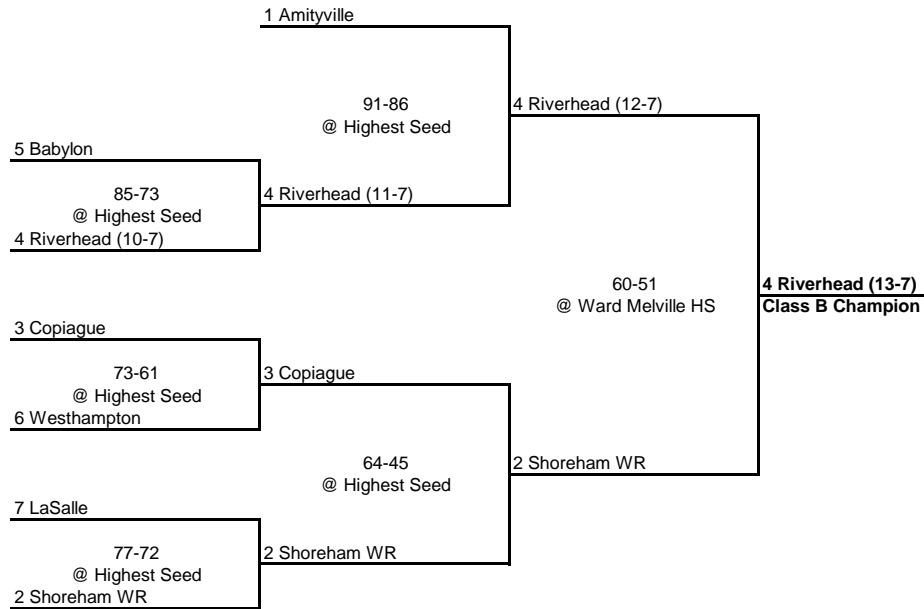 1 Amityville
91-86
@ Highest Seed
4 Riverhead (12-7)
5 Babylon
85-73
@ Highest Seed
4 Riverhead (11-7)
4 Riverhead (10-7)
60-51
@ Ward Melville HS
4 Riverhead (13-7)
Class B Champion
3 Copiague
73-61
@ Highest Seed
3 Copiague
6 Westhampton
64-45
@ Highest Seed
2 Shoreham WR
7 LaSalle
77-72
@ Highest Seed
2 Shoreham WR
2 Shoreham WR